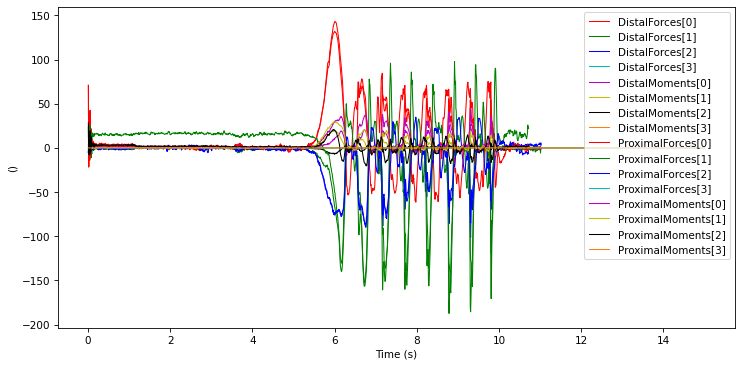 150
100
50
0
−50
−100
−150
−200
()
0 2 4 6 8 10 12 14
Time (s)
DistalForces[0]
DistalForces[1]
DistalForces[2]
DistalForces[3]
DistalMoments[0]
DistalMoments[1]
DistalMoments[2]
DistalMoments[3]
ProximalForces[0]
ProximalForces[1]
ProximalForces[2]
ProximalForces[3]
ProximalMoments[0]
ProximalMoments[1]
ProximalMoments[2]
ProximalMoments[3]